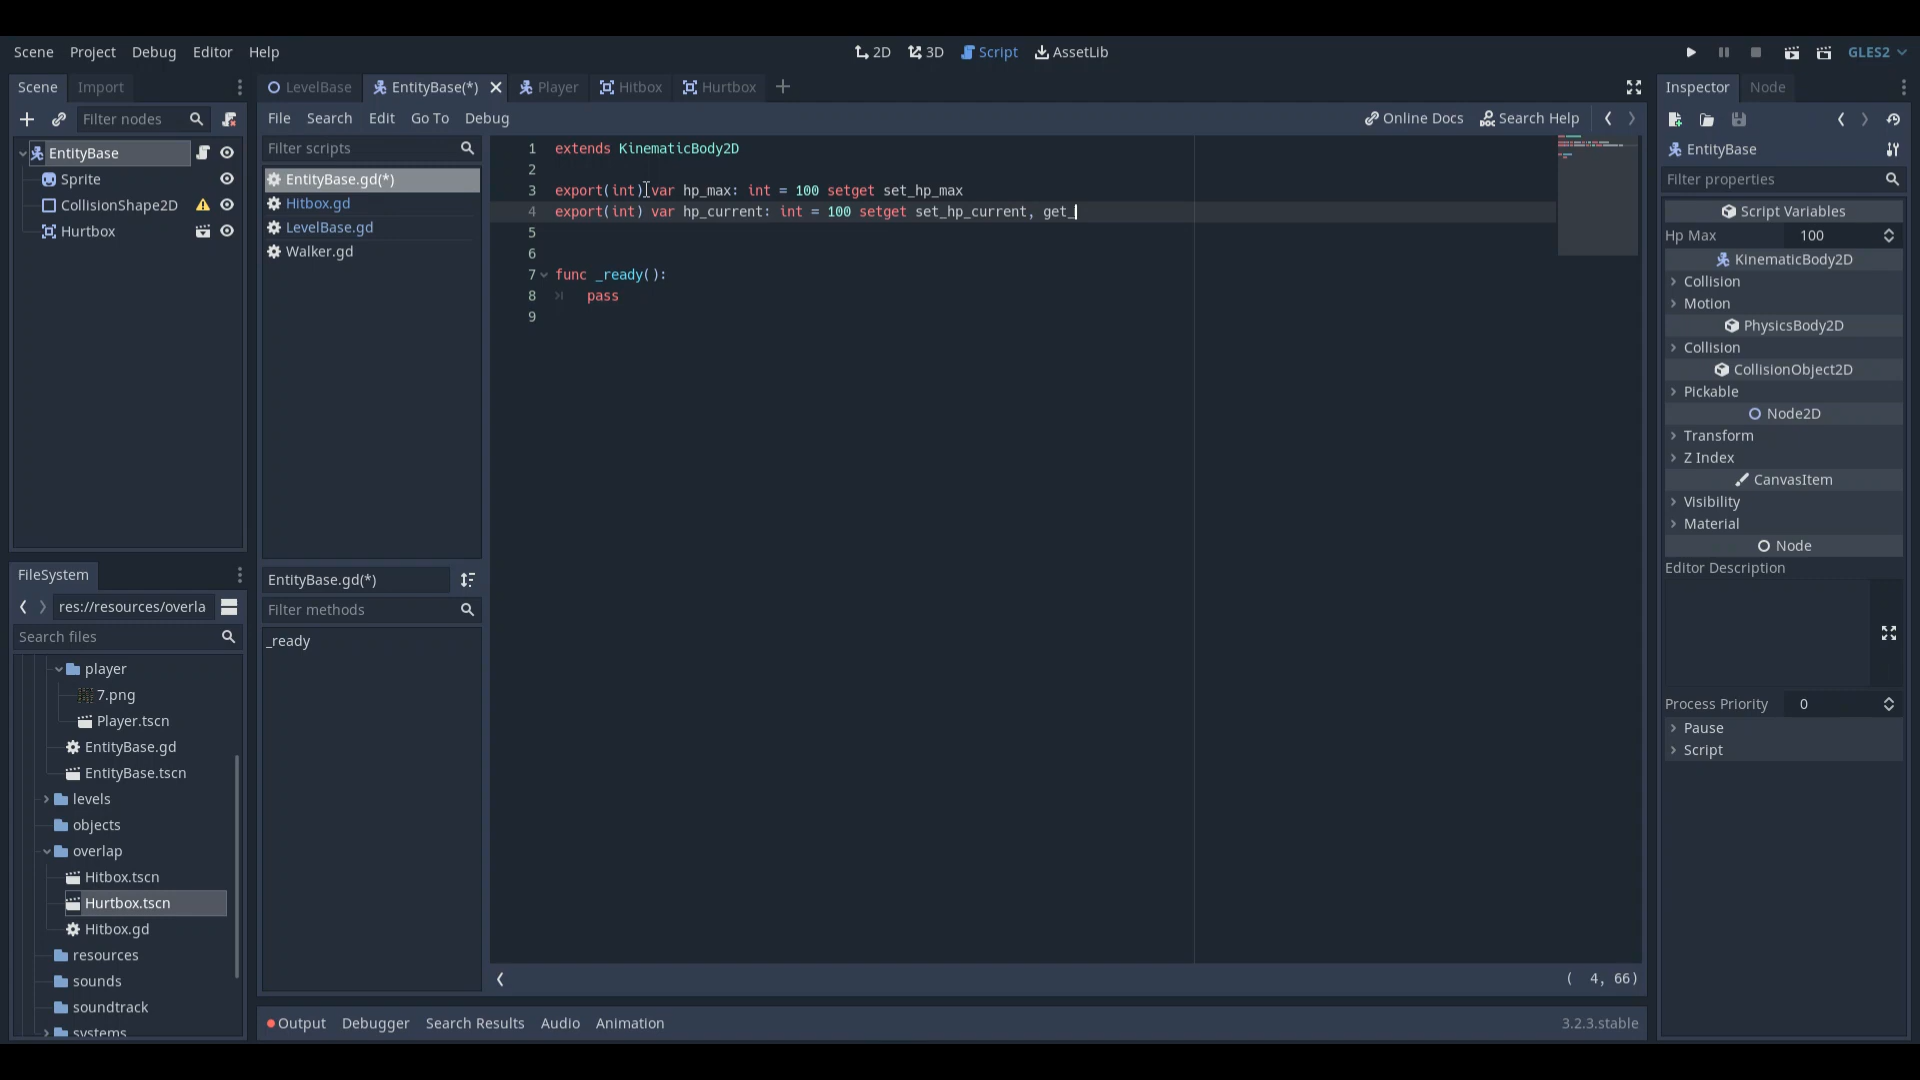 Scene Project Debug Editor Help
2D 3D Script AssetLib
GLES2
Scene Import
LevelBase EntityBase(*) Player Hitbox Hurtbox
Inspector Node
Filter nodes
File Search Edit Go To Debug
Online Docs Search Help
EntityBase
Sprite
CollisionShape2D
Hurtbox
Filter scripts
EntityBase.gd(*)
Hitbox.gd
LevelBase.gd
Walker.gd
1 extends KinematicBody2D
2
3 export(int) var hp_max: int = 100 setget set_hp_max
4 export(int) var hp_current: int = 100 setget set_hp_current, get_
5
6
7 func _ready():
8 pass
9
EntityBase
Filter properties
Script Variables
Hp Max 100
KinematicBody2D
Collision
Motion
PhysicsBody2D
Collision
CollisionObject2D
Pickable
Node2D
Transform
Z Index
CanvasItem
Visibility
Material
Node
Editor Description
Process Priority 0
Pause
Script
FileSystem
res://resources/overla
Search files
player
7.png
Player.tscn
EntityBase.gd
EntityBase.tscn
levels
objects
overlap
Hitbox.tscn
Hurtbox.tscn
Hitbox.gd
resources
sounds
soundtrack
systems
EntityBase.gd(*)
Filter methods
_ready
( 4, 66)
Output Debugger Search Results Audio Animation
3.2.3.stable